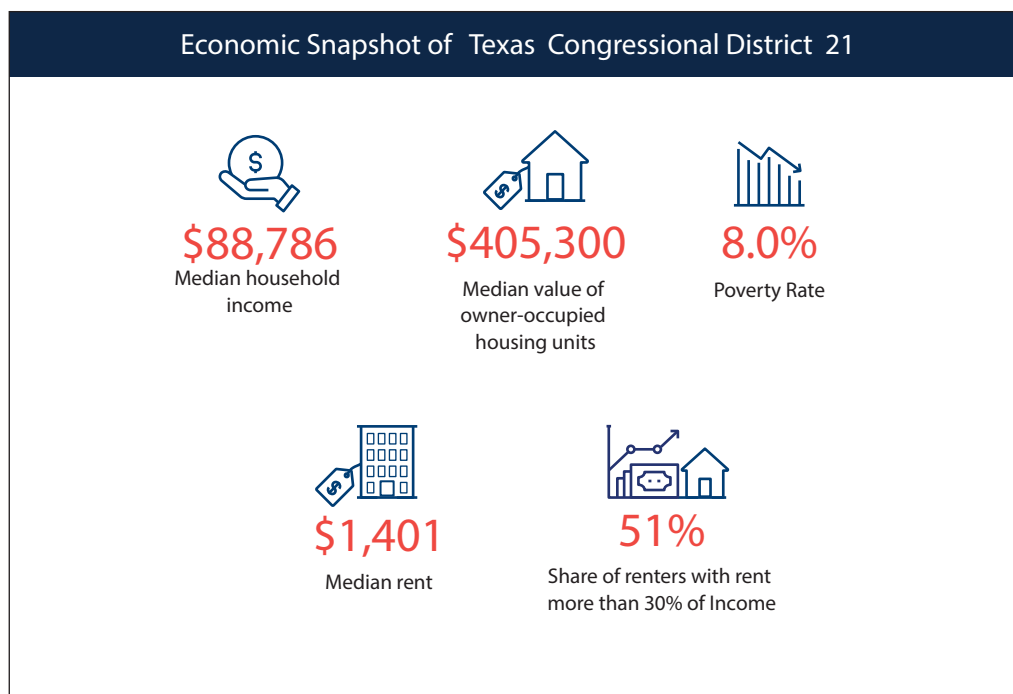 Economic Snapshot of Texas Congressional District 21
$
$
$88,786
Median household
income
$405,300
Median value of
owner-occupied
housing units
8.0%
Poverty Rate
$
$1,401
Median rent
51%
Share of renters with rent
more than 30% of Income